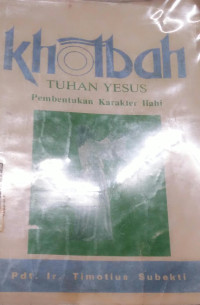 khotbah
TUHAN YESUS
Pembentukan Karakter Ilahi
Pdt. Ir. Timotius Subekti